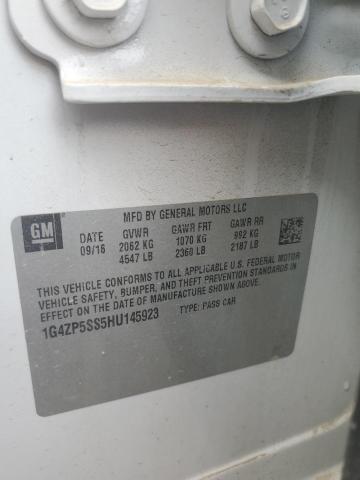 MFD BY GENERAL MOTORS LLC
GM
DATE GVWR GAWR FRT GAWR RR
09/16 2062 KG 1070 KG 992 KG
4547 LB 2360 LB 2187 LB
THIS VEHICLE CONFORMS TO ALL APPLICABLE U.S. FEDERAL MOTOR
VEHICLE SAFETY, BUMPER, AND THEFT PREVENTION STANDARDS IN
EFFECT ON THE DATE OF MANUFACTURE SHOWN ABOVE.
1G4ZP5SS5HU145923 TYPE: PASS CAR